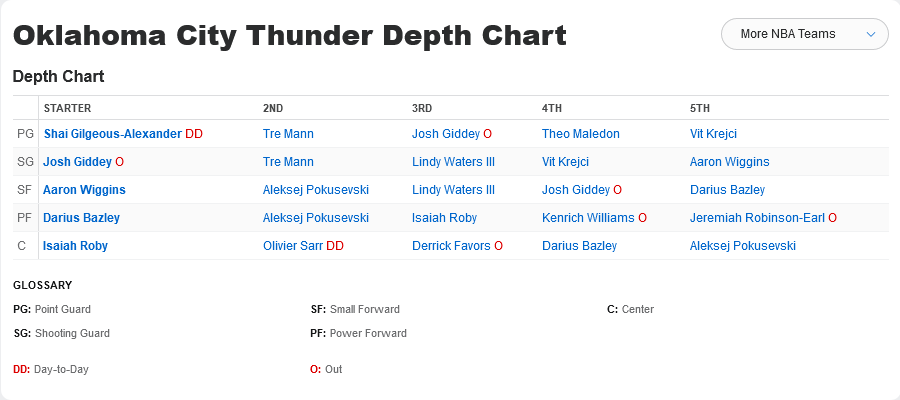 Oklahoma City Thunder Depth Chart
More NBA Teams
Depth Chart
STARTER 2ND 3RD 4TH 5TH
PG Shai Gilgeous-Alexander DD Tre Mann Josh Giddey O Theo Maledon Vit Krejci
SG Josh Giddey O Tre Mann Lindy Waters III Vit Krejci Aaron Wiggins
SF Aaron Wiggins Aleksej Pokusevski Lindy Waters III Josh Giddey O Darius Bazley
PF Darius Bazley Aleksej Pokusevski Isaiah Roby Kenrich Williams O Jeremiah Robinson-Earl O
C Isaiah Roby Olivier Sarr DD Derrick Favors O Darius Bazley Aleksej Pokusevski
GLOSSARY
PG: Point Guard SF: Small Forward C: Center
SG: Shooting Guard PF: Power Forward
DD: Day-to-Day O: Out